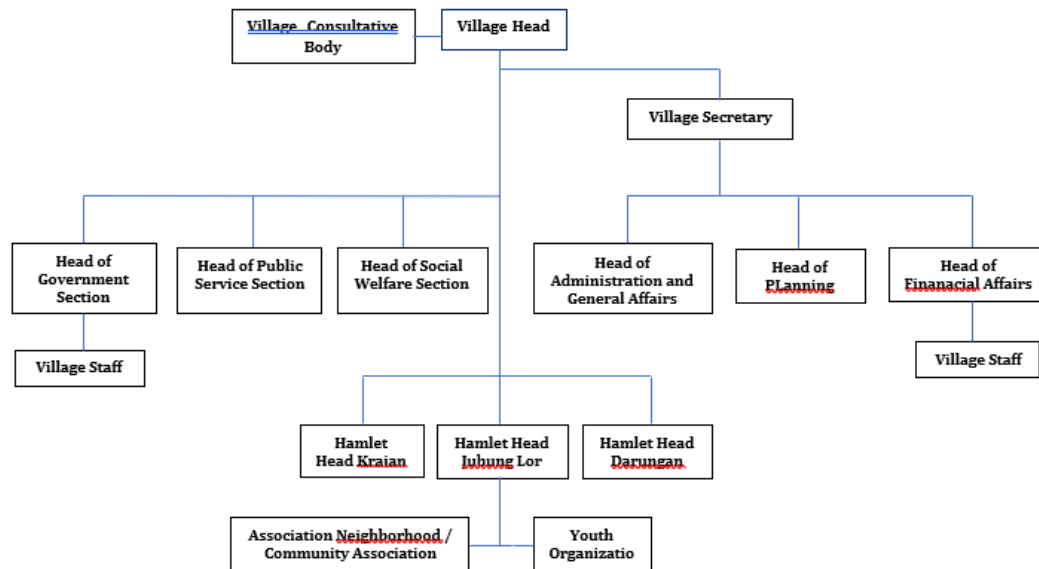 Village Consultative
Body
Village Head
Village Secretary
Head of
Government
Section
Head of Public
Service Section
Head of Social
Welfare Section
Head of
Administration and
General Affairs
Head of
PLanning
Head of
Finanacial Affairs
Village Staff
Village Staff
Hamlet
Head Kraian
Hamlet Head
Jubung Lor
Hamlet Head
Darungan
Association Neighborhood /
Community Association
Youth
Organizatio